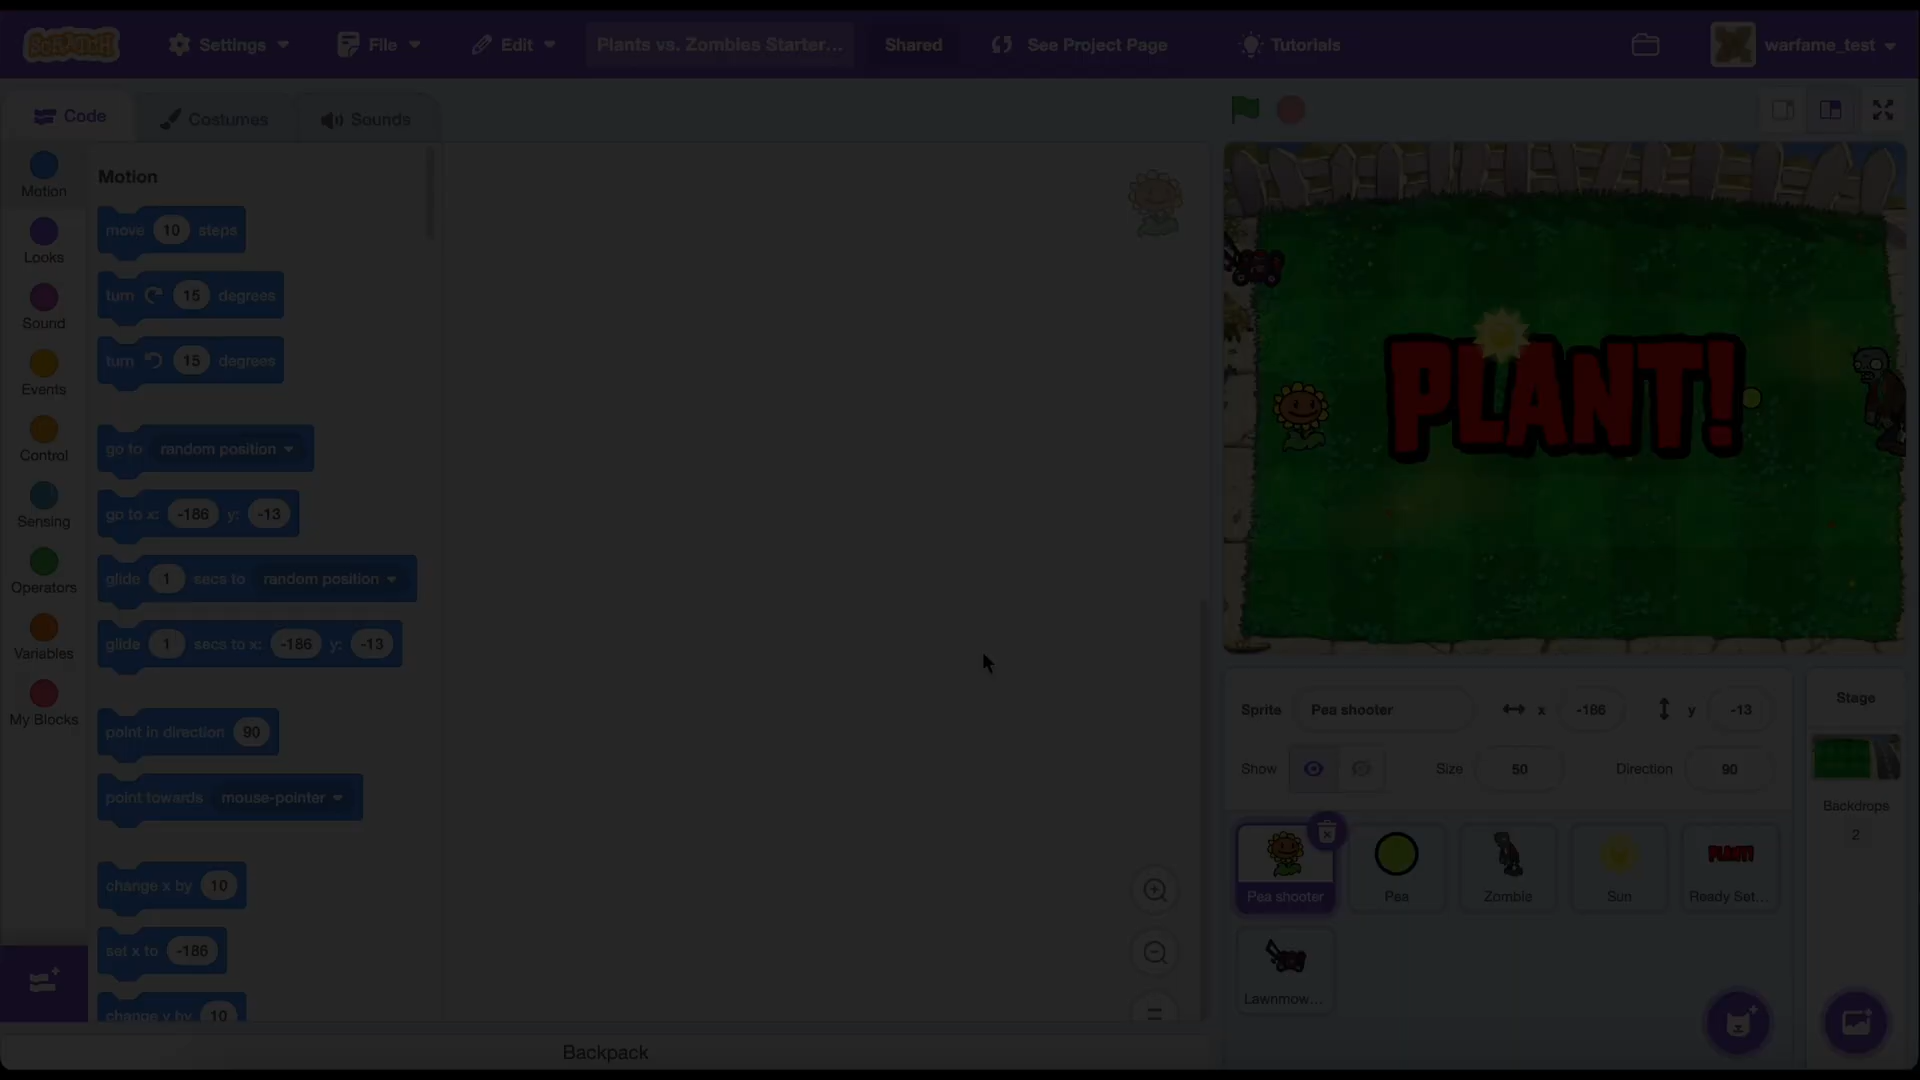 SCRATCH
Settings
File
Edit
Plants vs. Zombies Starter...
Shared
See Project Page
Tutorials
warfame_test
Code
Costumes
Sounds
Motion
Looks
Sound
Events
Control
Sensing
Operators
Variables
My Blocks
Motion
move 10 steps
turn 15 degrees
turn 15 degrees
go to random position
go to x: -186 y: -13
glide 1 secs to random position
glide 1 secs to x: -186 y: -13
point in direction 90
point towards mouse-pointer
change x by 10
set x to -186
change y by 10
Backpack
PLANT!
Sprite Pea shooter x -186 y -13
Show Size 50 Direction 90
Pea shooter
Pea
Zombie
Sun
PLANT!
Ready Set...
Lawnmow...
Stage
Backdrops
2